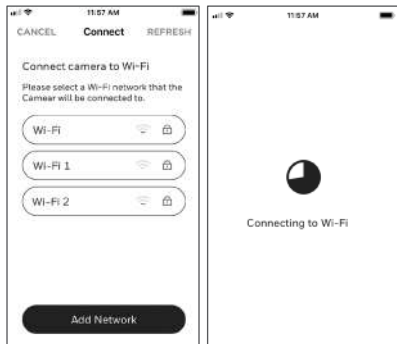 11:57 AM
CANCEL Connect REFRESH
Connect camera to Wi-Fi
Please select a Wi-Fi network that the
Camear will be connected to.
Wi-Fi
Wi-Fi 1
Wi-Fi 2
Add Network
11:57 AM
Connecting to Wi-Fi